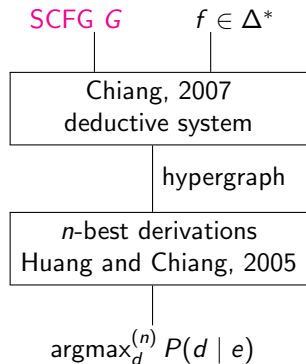 SCFG G f ∈ Δ*
Chiang, 2007
deductive system
hypergraph
n-best derivations
Huang and Chiang, 2005
argmax_d^{(n)} P(d | e)